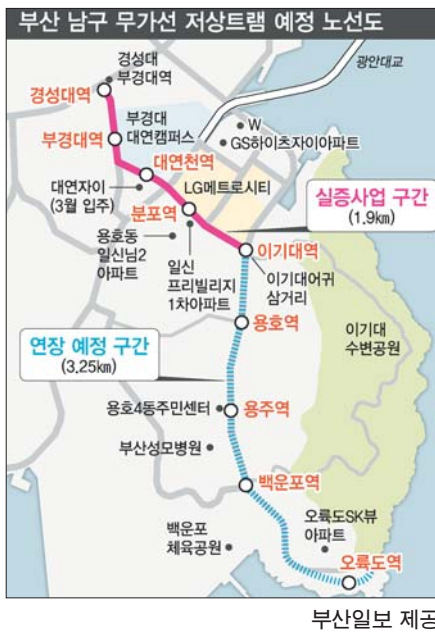 부산 남구 무가선 저상트램 예정 노선도
경성대
부경대역
광안대교
경성대역
W
GS하이츠자이아파트
부경대
대연캠퍼스
부경대역
대연천역
LG메트로시티
대연자이
(3월 입주)
실증사업 구간
(1.9㎞)
분포역
용호동
일신님2
아파트
일신
프리빌리지
1차아파트
이기대역
이기대어귀
삼거리
용호역
이기대
수변공원
연장 예정 구간
(3.25㎞)
용호4동주민센터
용주역
부산성모병원
백운포역
백운포
체육공원
오륙도SK뷰
아파트
오륙도역
부산일보 제공